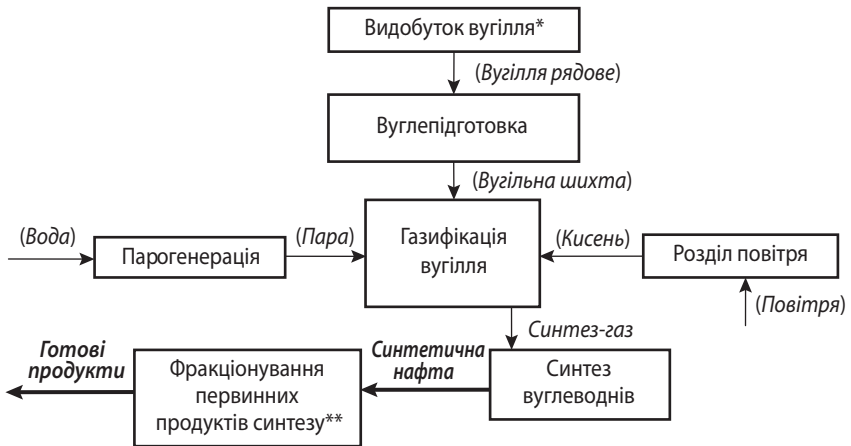 Видобуток вугілля*
(Вугілля рядове)
Вуглепідготовка
(Вугільна шихта)
(Вода)
Парогенерація
(Пара)
Газифікація
вугілля
(Кисень)
Розділ повітря
(Повітря)
Синтез-газ
Готові
продукти
Фракціонування
первинних
продуктів синтезу**
Синтетична
нафта
Синтез
вуглеводнів